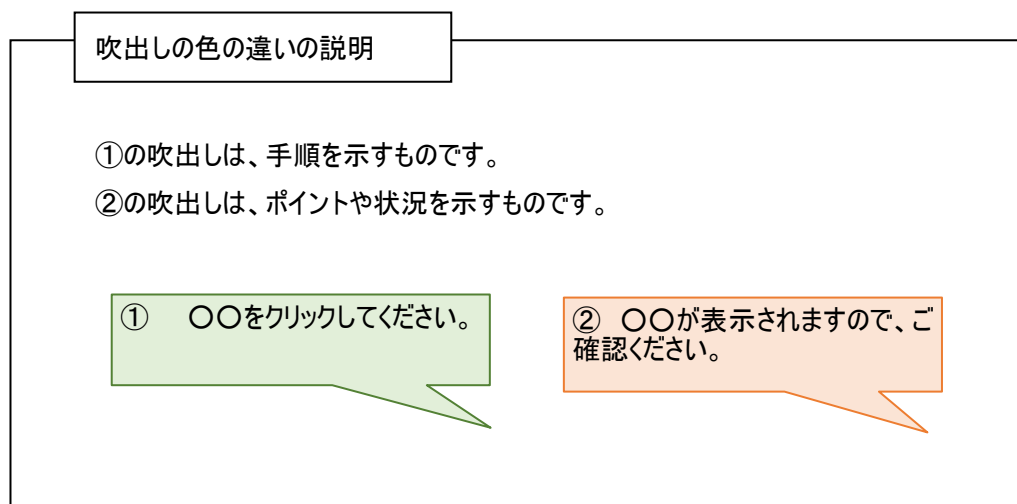 吹出しの色の違いの説明
①の吹出しは、手順を示すものです。
②の吹出しは、ポイントや状況を示すものです。
①　〇〇をクリックしてください。
②　〇〇が表示されますので、ご
確認ください。